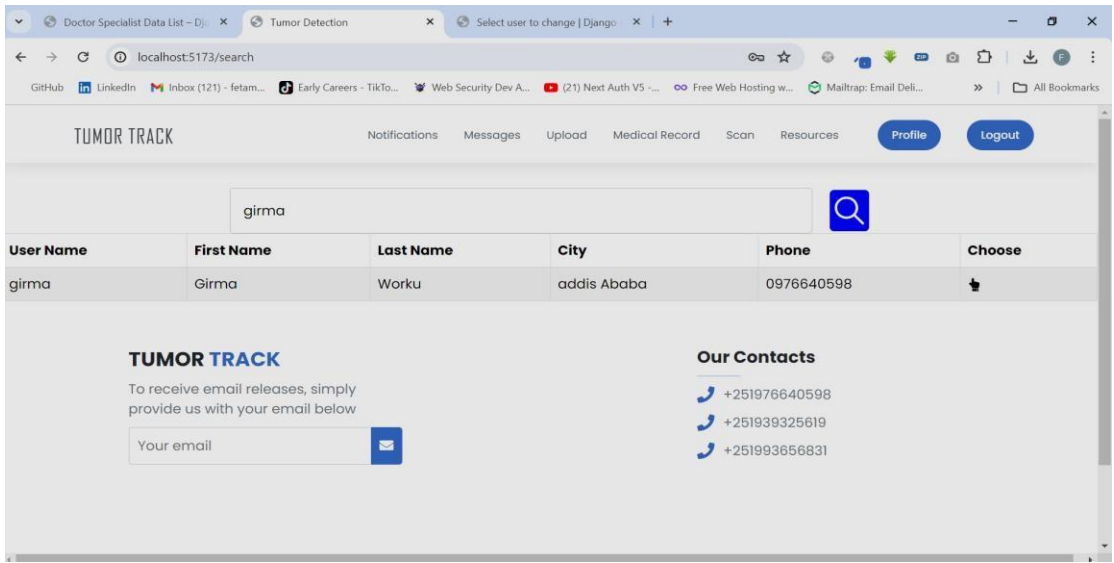 Doctor Specialist Data List – Dj
Tumor Detection
Select user to change | Django
localhost:5173/search
GitHub LinkedIn Inbox (121) - fetam... Early Careers - TikTo... Web Security Dev A... (21) Next Auth V5 -... Free Web Hosting w... Mailtrap: Email Deli... » All Bookmarks
TUMOR TRACK Notifications Messages Upload Medical Record Scan Resources Profile Logout
girma
User Name First Name Last Name City Phone Choose
girma Girma Worku addis Ababa 0976640598
TUMOR TRACK
To receive email releases, simply
provide us with your email below
Your email
Our Contacts
+251976640598
+251939325619
+251993656831